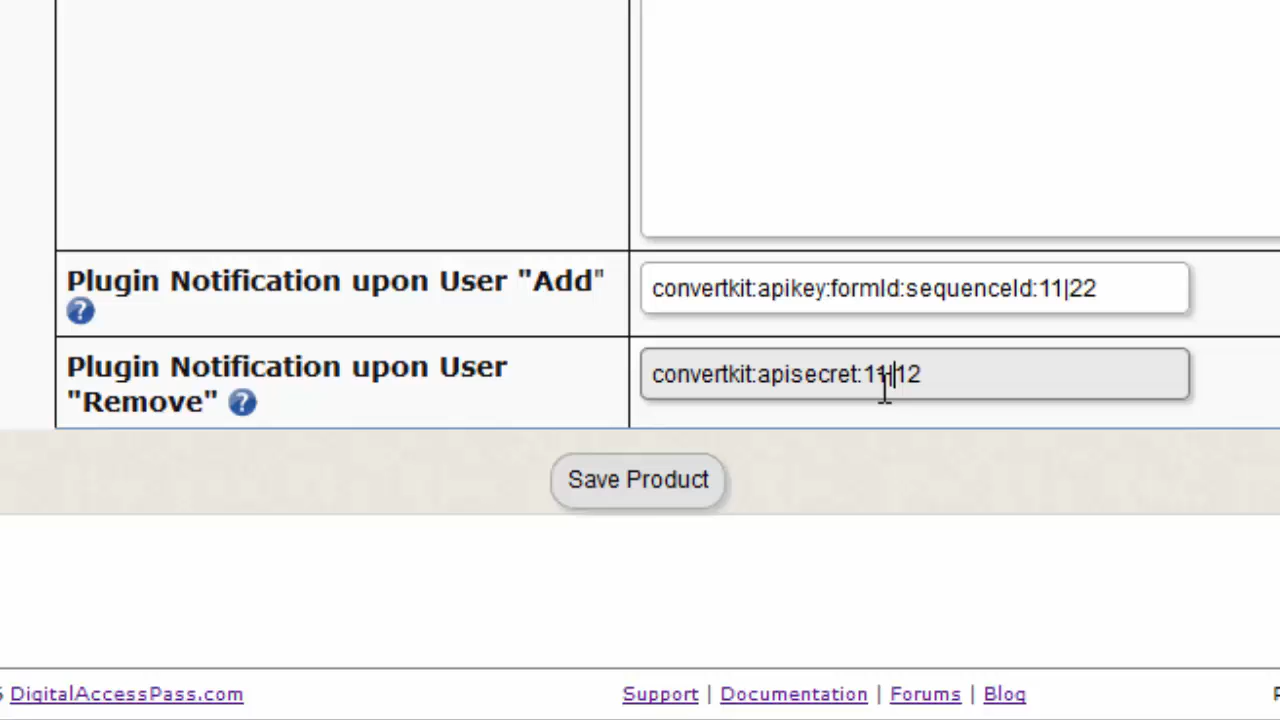 Plugin Notification upon User "Add"
convertkit:apikey:formId:sequenceId:11|22
Plugin Notification upon User
"Remove"
convertkit:apisecret:11|12
Save Product
DigitalAccessPass.com
Support | Documentation | Forums | Blog